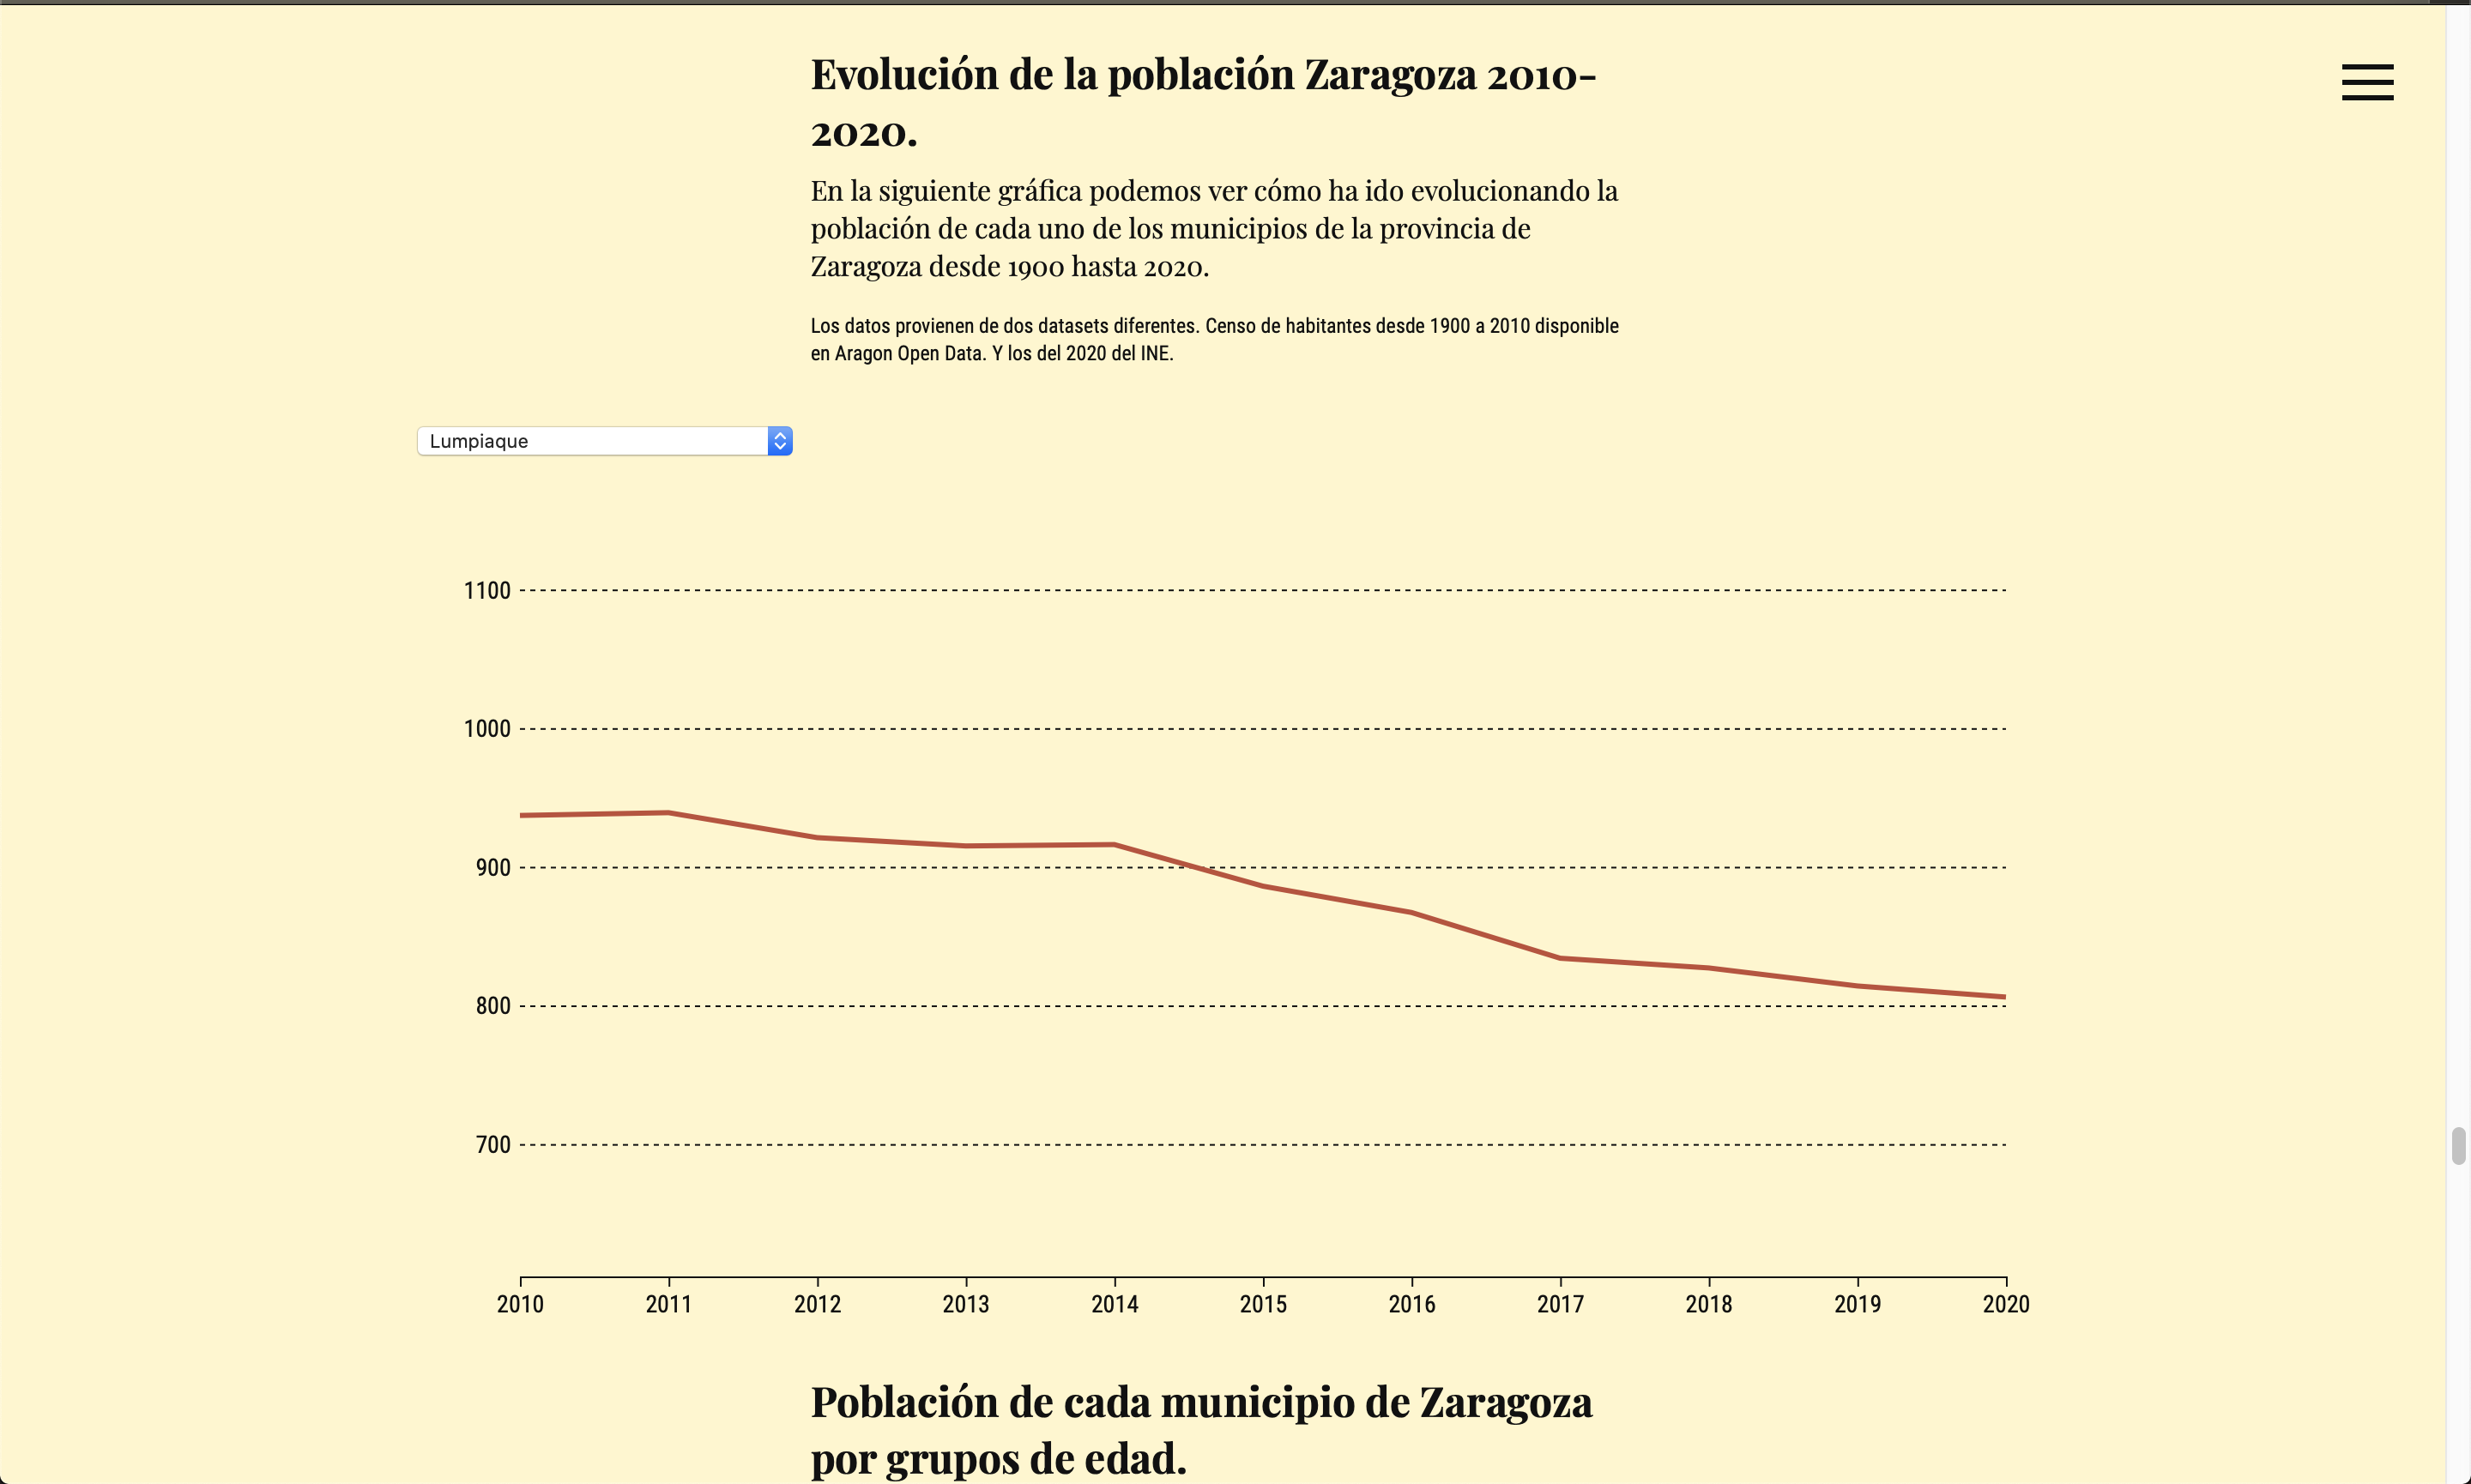 Evolución de la población Zaragoza 2010-
2020.
En la siguiente gráfica podemos ver cómo ha ido evolucionando la
población de cada uno de los municipios de la provincia de
Zaragoza desde 1900 hasta 2020.
Los datos provienen de dos datasets diferentes. Censo de habitantes desde 1900 a 2010 disponible
en Aragon Open Data. Y los del 2020 del INE.
Lumpiaque
1100
1000
900
800
700
2010 2011 2012 2013 2014 2015 2016 2017 2018 2019 2020
Población de cada municipio de Zaragoza
por grupos de edad.